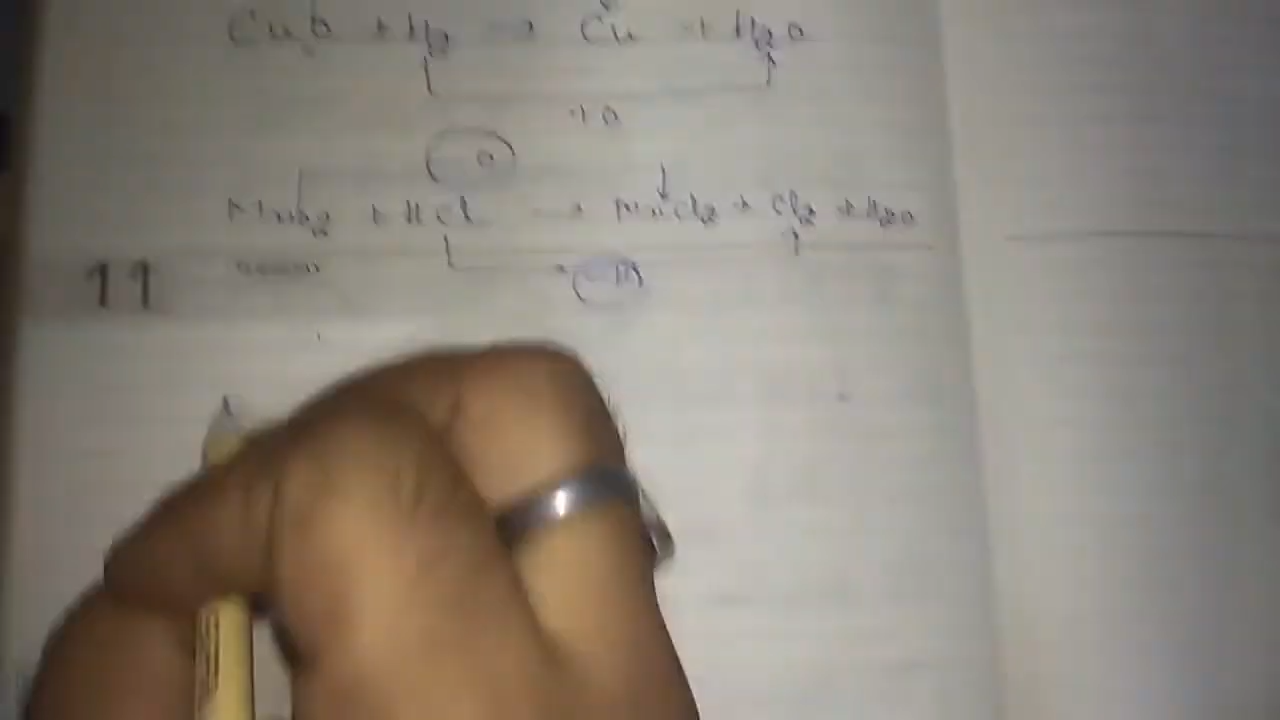 CuO + H2 → Cu + H2O
+O
-O
MnO2 + HCl → MnCl2 + Cl2 + H2O
11
-H